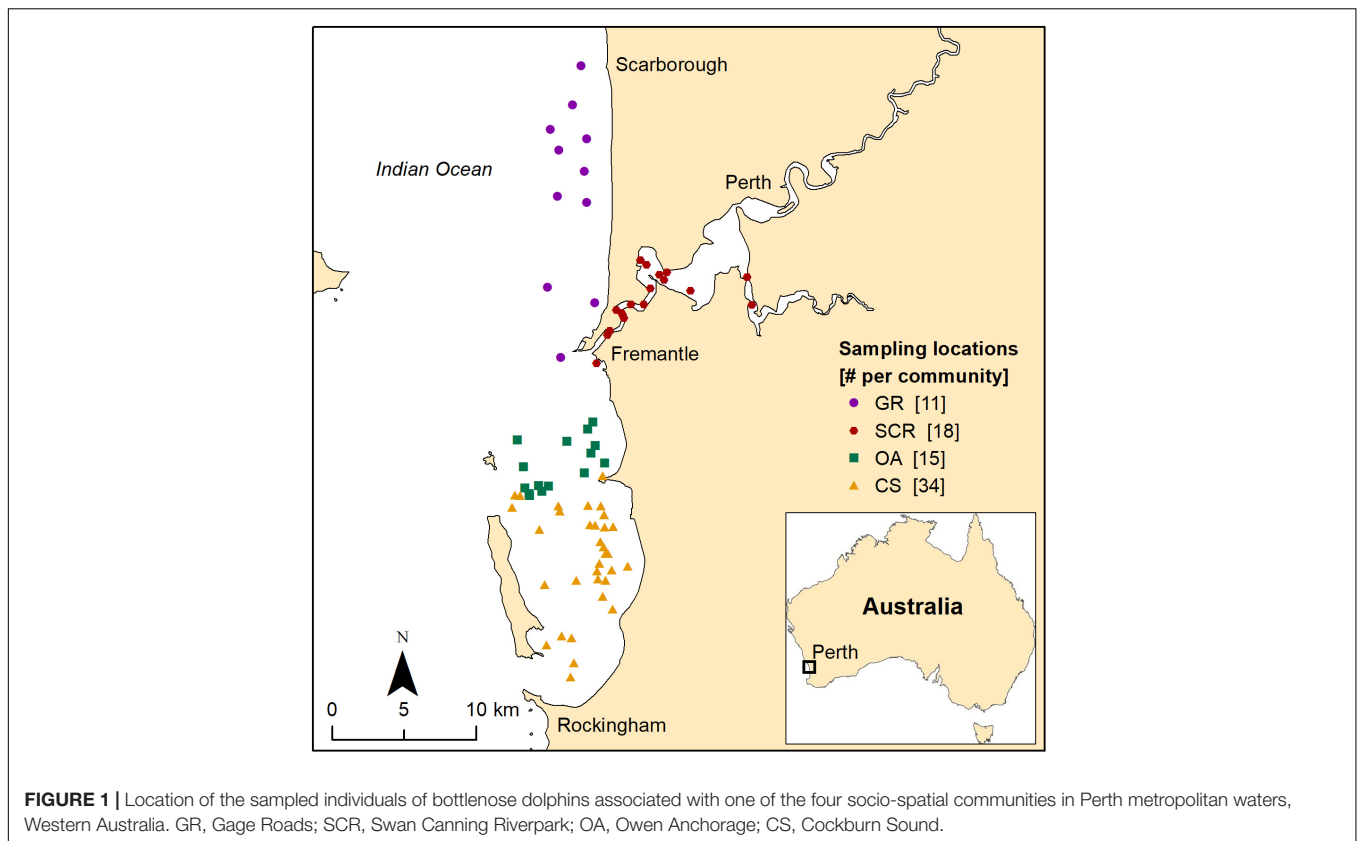 Scarborough
Indian Ocean
Perth
Fremantle
Sampling locations
[# per community]
GR [11]
SCR [18]
OA [15]
CS [34]
Australia
Perth
N
0 5 10 km
Rockingham
FIGURE 1 | Location of the sampled individuals of bottlenose dolphins associated with one of the four socio-spatial communities in Perth metropolitan waters,
Western Australia. GR, Gage Roads; SCR, Swan Canning Riverpark; OA, Owen Anchorage; CS, Cockburn Sound.